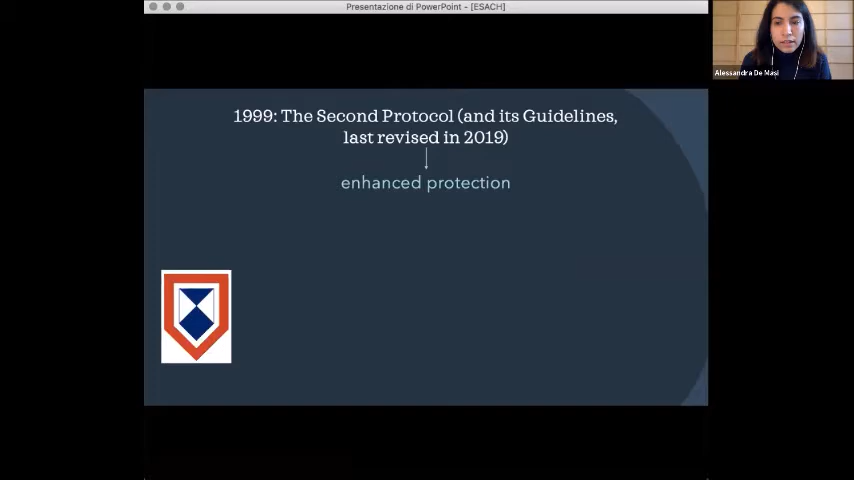 Presentazione di PowerPoint - [ESACH]
Alessandra De Masi
1999: The Second Protocol (and its Guidelines,
last revised in 2019)
enhanced protection